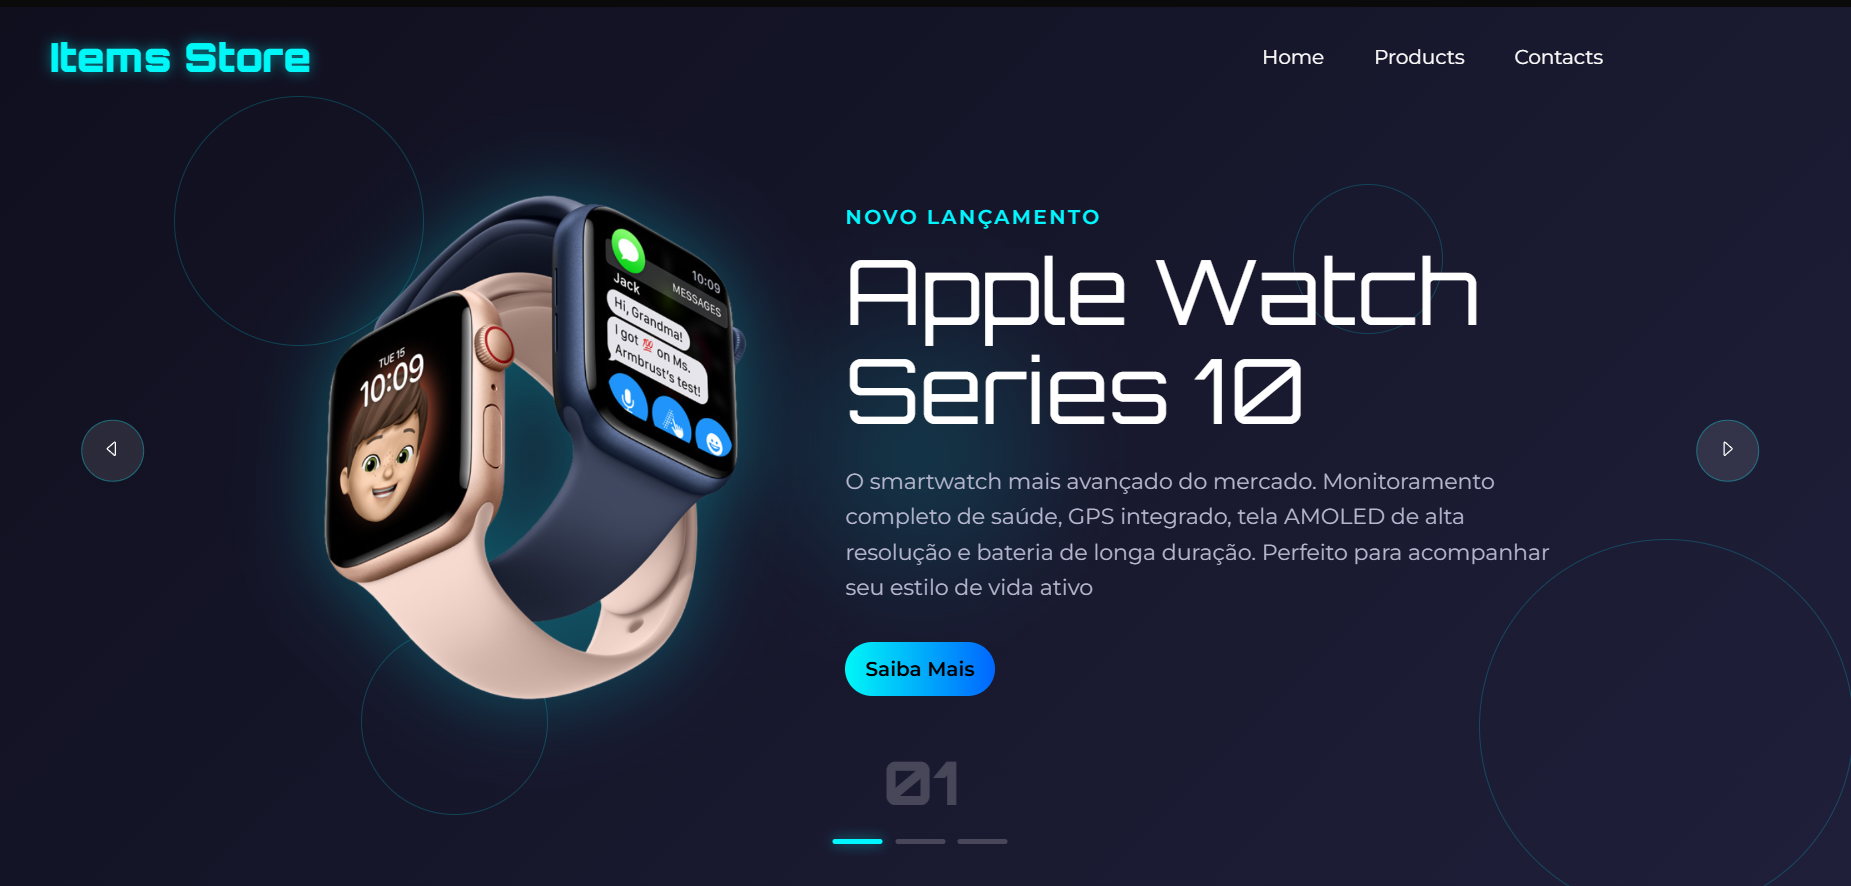 Items Store
Home
Products
Contacts
NOVO LANÇAMENTO
Apple Watch
Series 10
O smartwatch mais avançado do mercado. Monitoramento
completo de saúde, GPS integrado, tela AMOLED de alta
resolução e bateria de longa duração. Perfeito para acompanhar
seu estilo de vida ativo
Saiba Mais
01
TUE 15
10:09
10:09
MESSAGES
Jack
Hi, Grandma!
I got 💯 on Ms.
Armbrust's test!